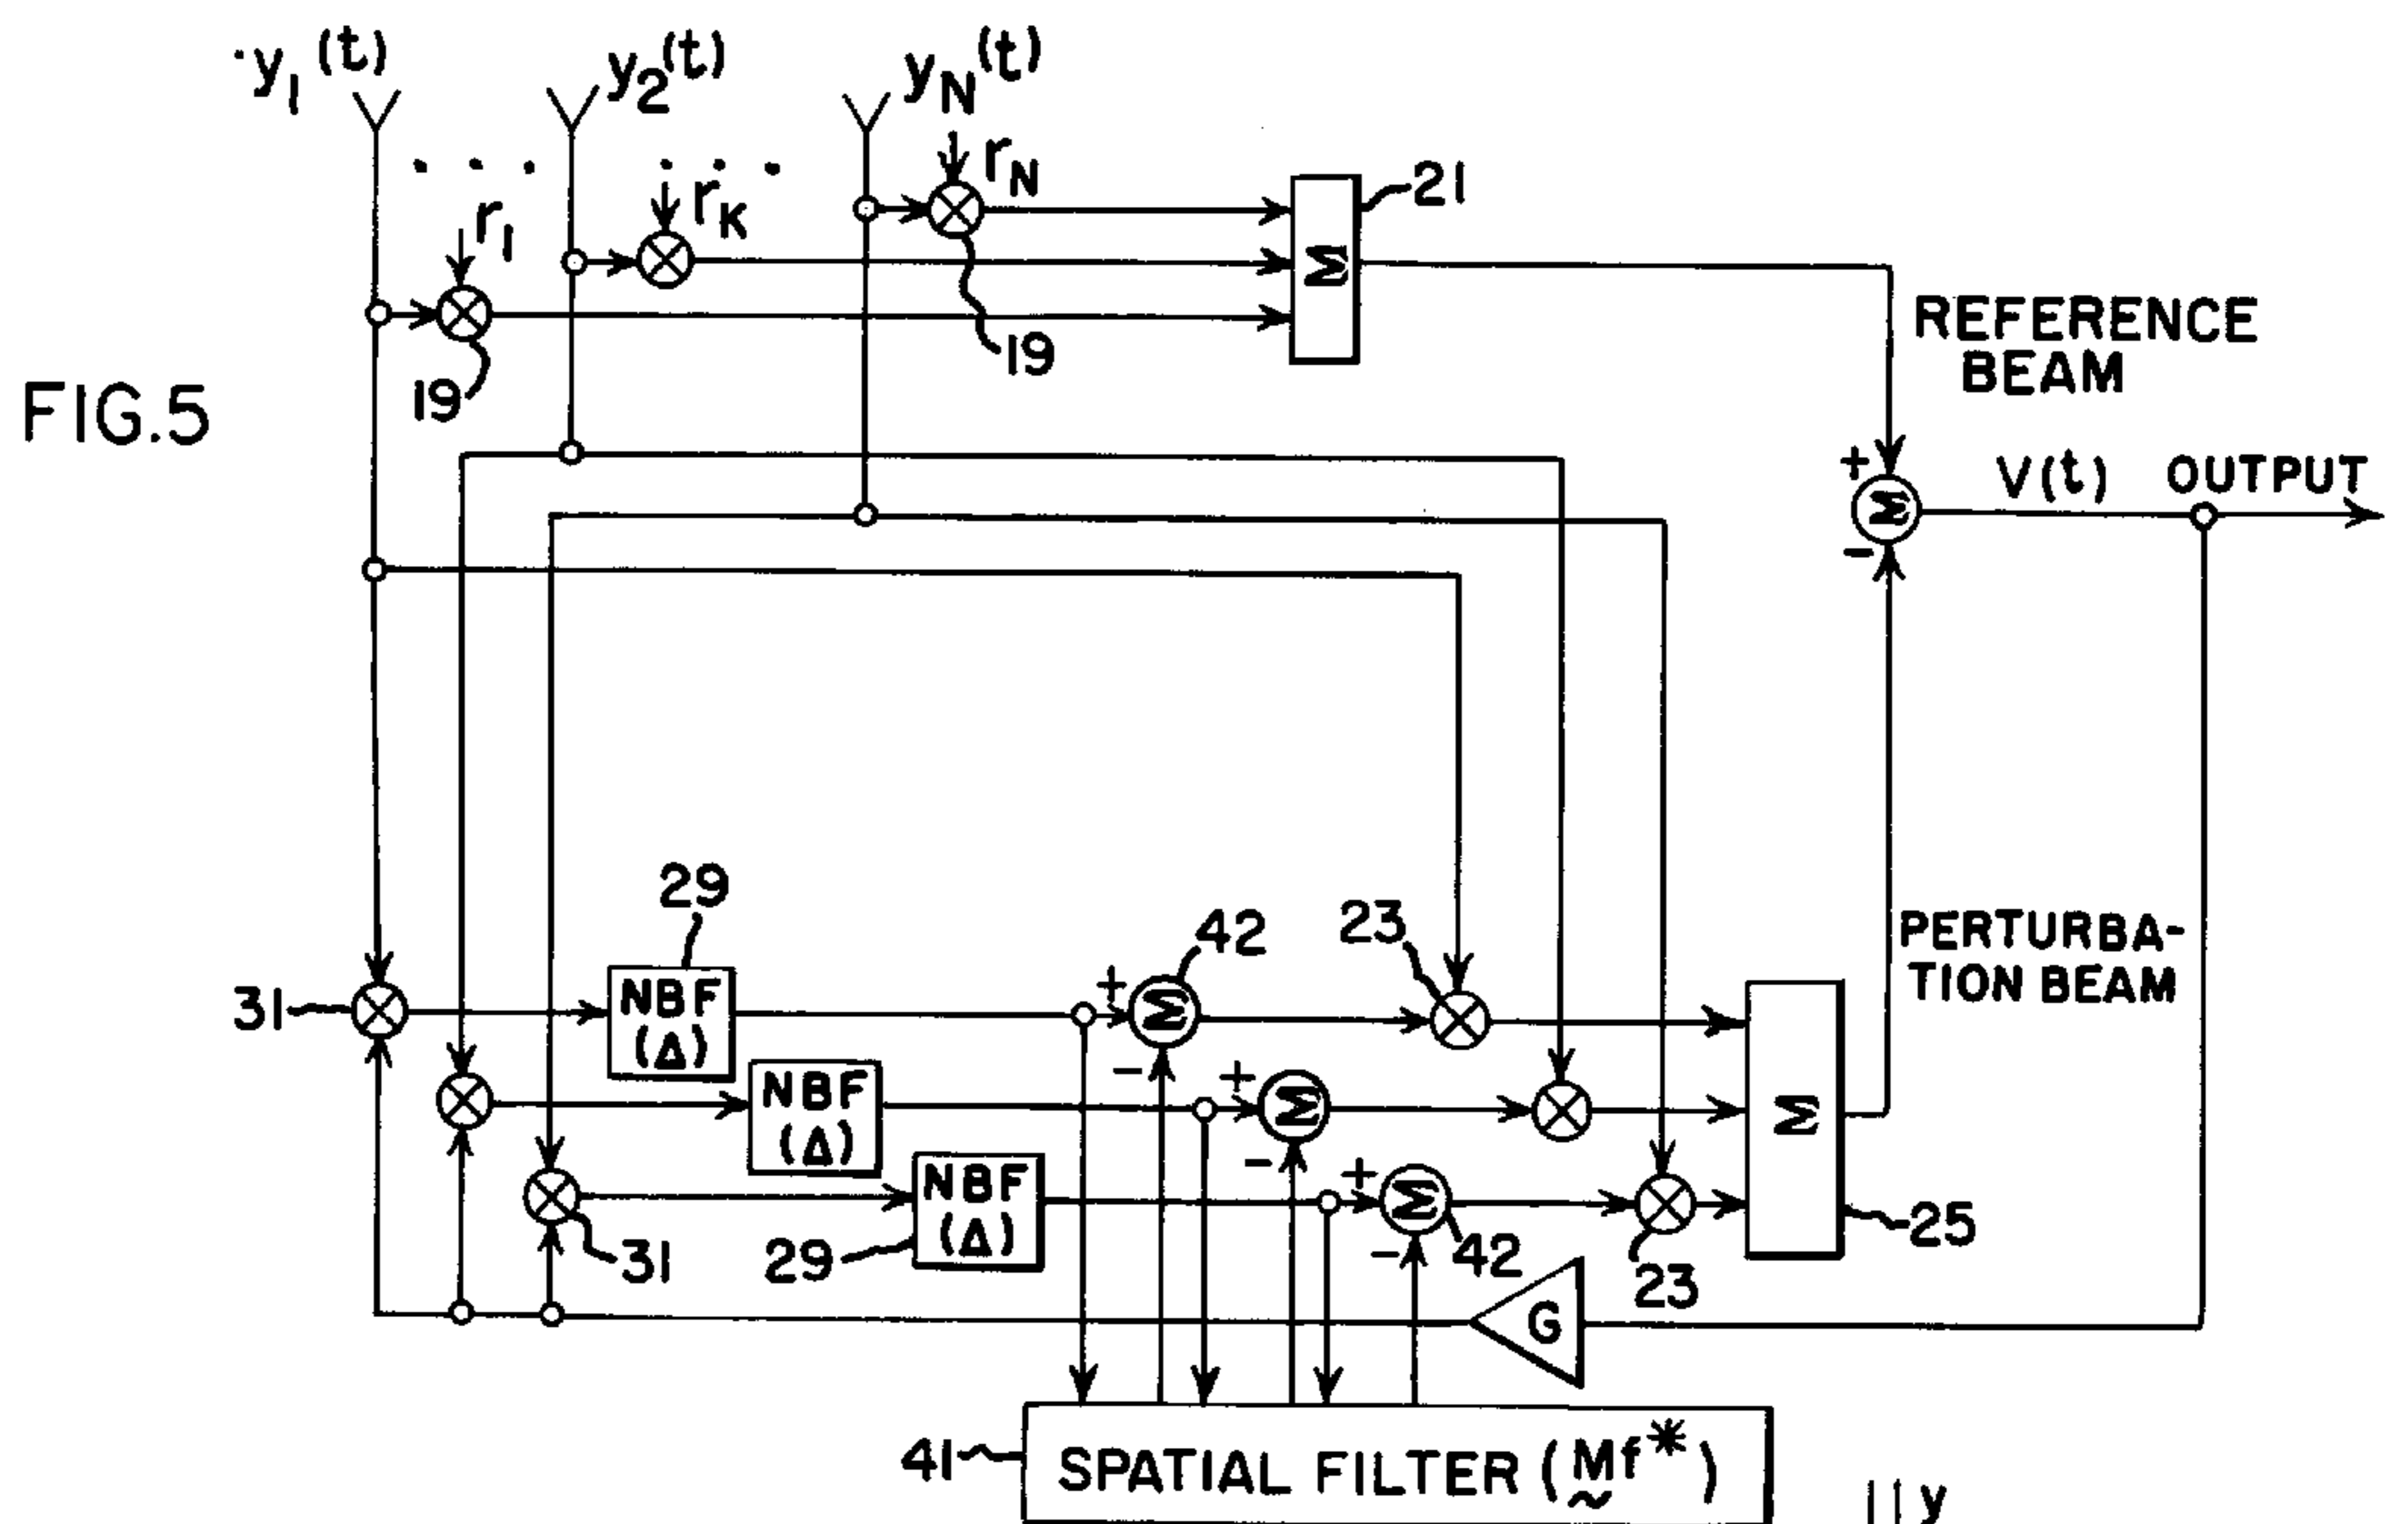 y1(t) y2(t) yN(t)
rN
rK
r1
21
Σ
19
19
REFERENCE
BEAM
FIG.5
+
V(t) OUTPUT
Σ
-
29
42
23
PERTURBA-
TION BEAM
31
NBF
(Δ)
+
Σ
-
NBF
(Δ)
+
Σ
-
Σ
NBF
(Δ)
+
Σ
-
31
29
42
23
25
G
41
SPATIAL FILTER (Mf*)
y